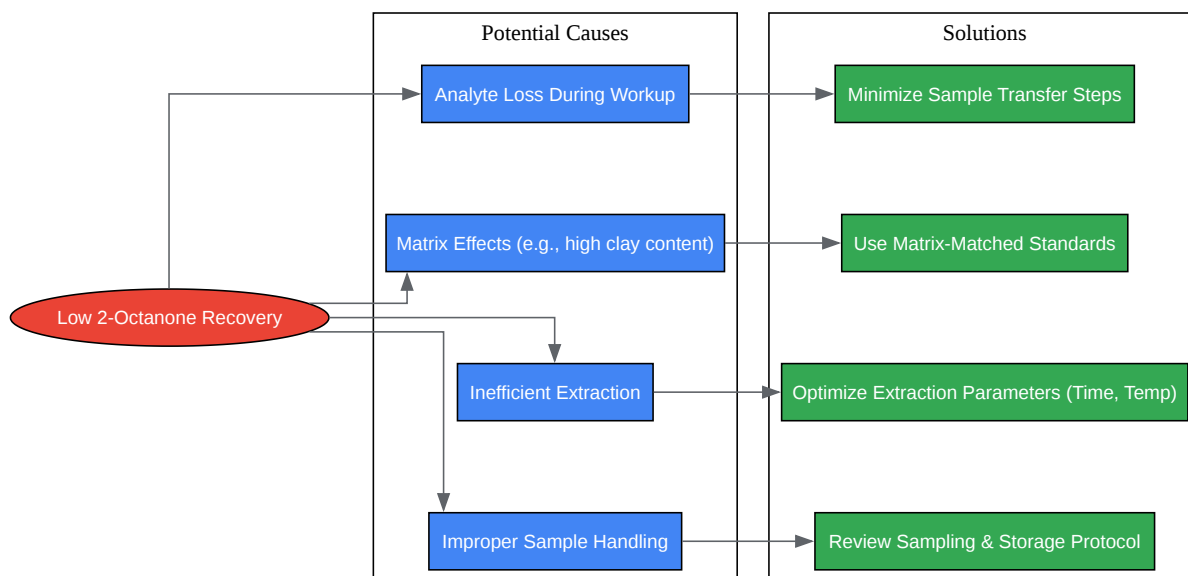 Potential Causes
Solutions
Analyte Loss During Workup
Minimize Sample Transfer Steps
Matrix Effects (e.g., high clay content)
Use Matrix-Matched Standards
Low 2-Octanone Recovery
Inefficient Extraction
Optimize Extraction Parameters (Time, Temp)
Improper Sample Handling
Review Sampling & Storage Protocol